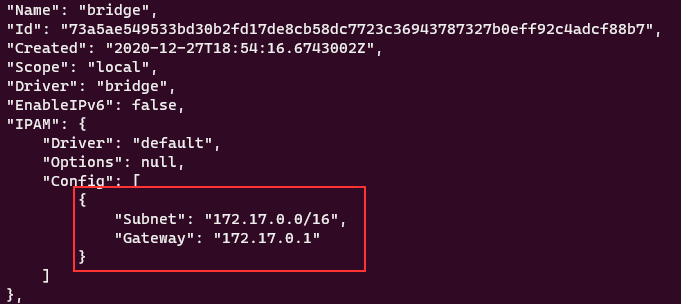 "Name": "bridge",
"Id": "73a5ae549533bd30b2fd17de8cb58dc7723c36943787327b0eff92c4adcf88b7",
"Created": "2020-12-27T18:54:16.6743002Z",
"Scope": "local",
"Driver": "bridge",
"EnableIPv6": false,
"IPAM": {
    "Driver": "default",
    "Options": null,
    "Config": [
        {
            "Subnet": "172.17.0.0/16",
            "Gateway": "172.17.0.1"
        }
    ]
},